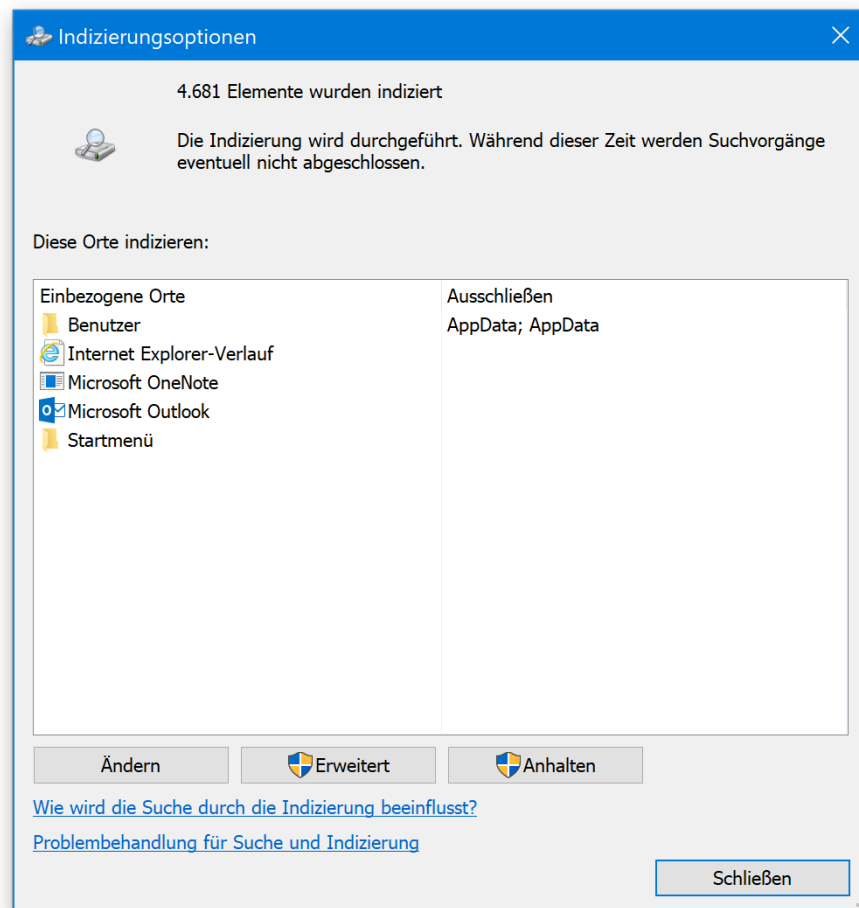 Indizierungsoptionen
4.681 Elemente wurden indiziert
Die Indizierung wird durchgeführt. Während dieser Zeit werden Suchvorgänge
eventuell nicht abgeschlossen.
Diese Orte indizieren:
Einbezogene Orte Ausschließen
Benutzer AppData; AppData
Internet Explorer-Verlauf
Microsoft OneNote
Microsoft Outlook
Startmenü
Ändern Erweitert Anhalten
Wie wird die Suche durch die Indizierung beeinflusst?
Problembehandlung für Suche und Indizierung
Schließen